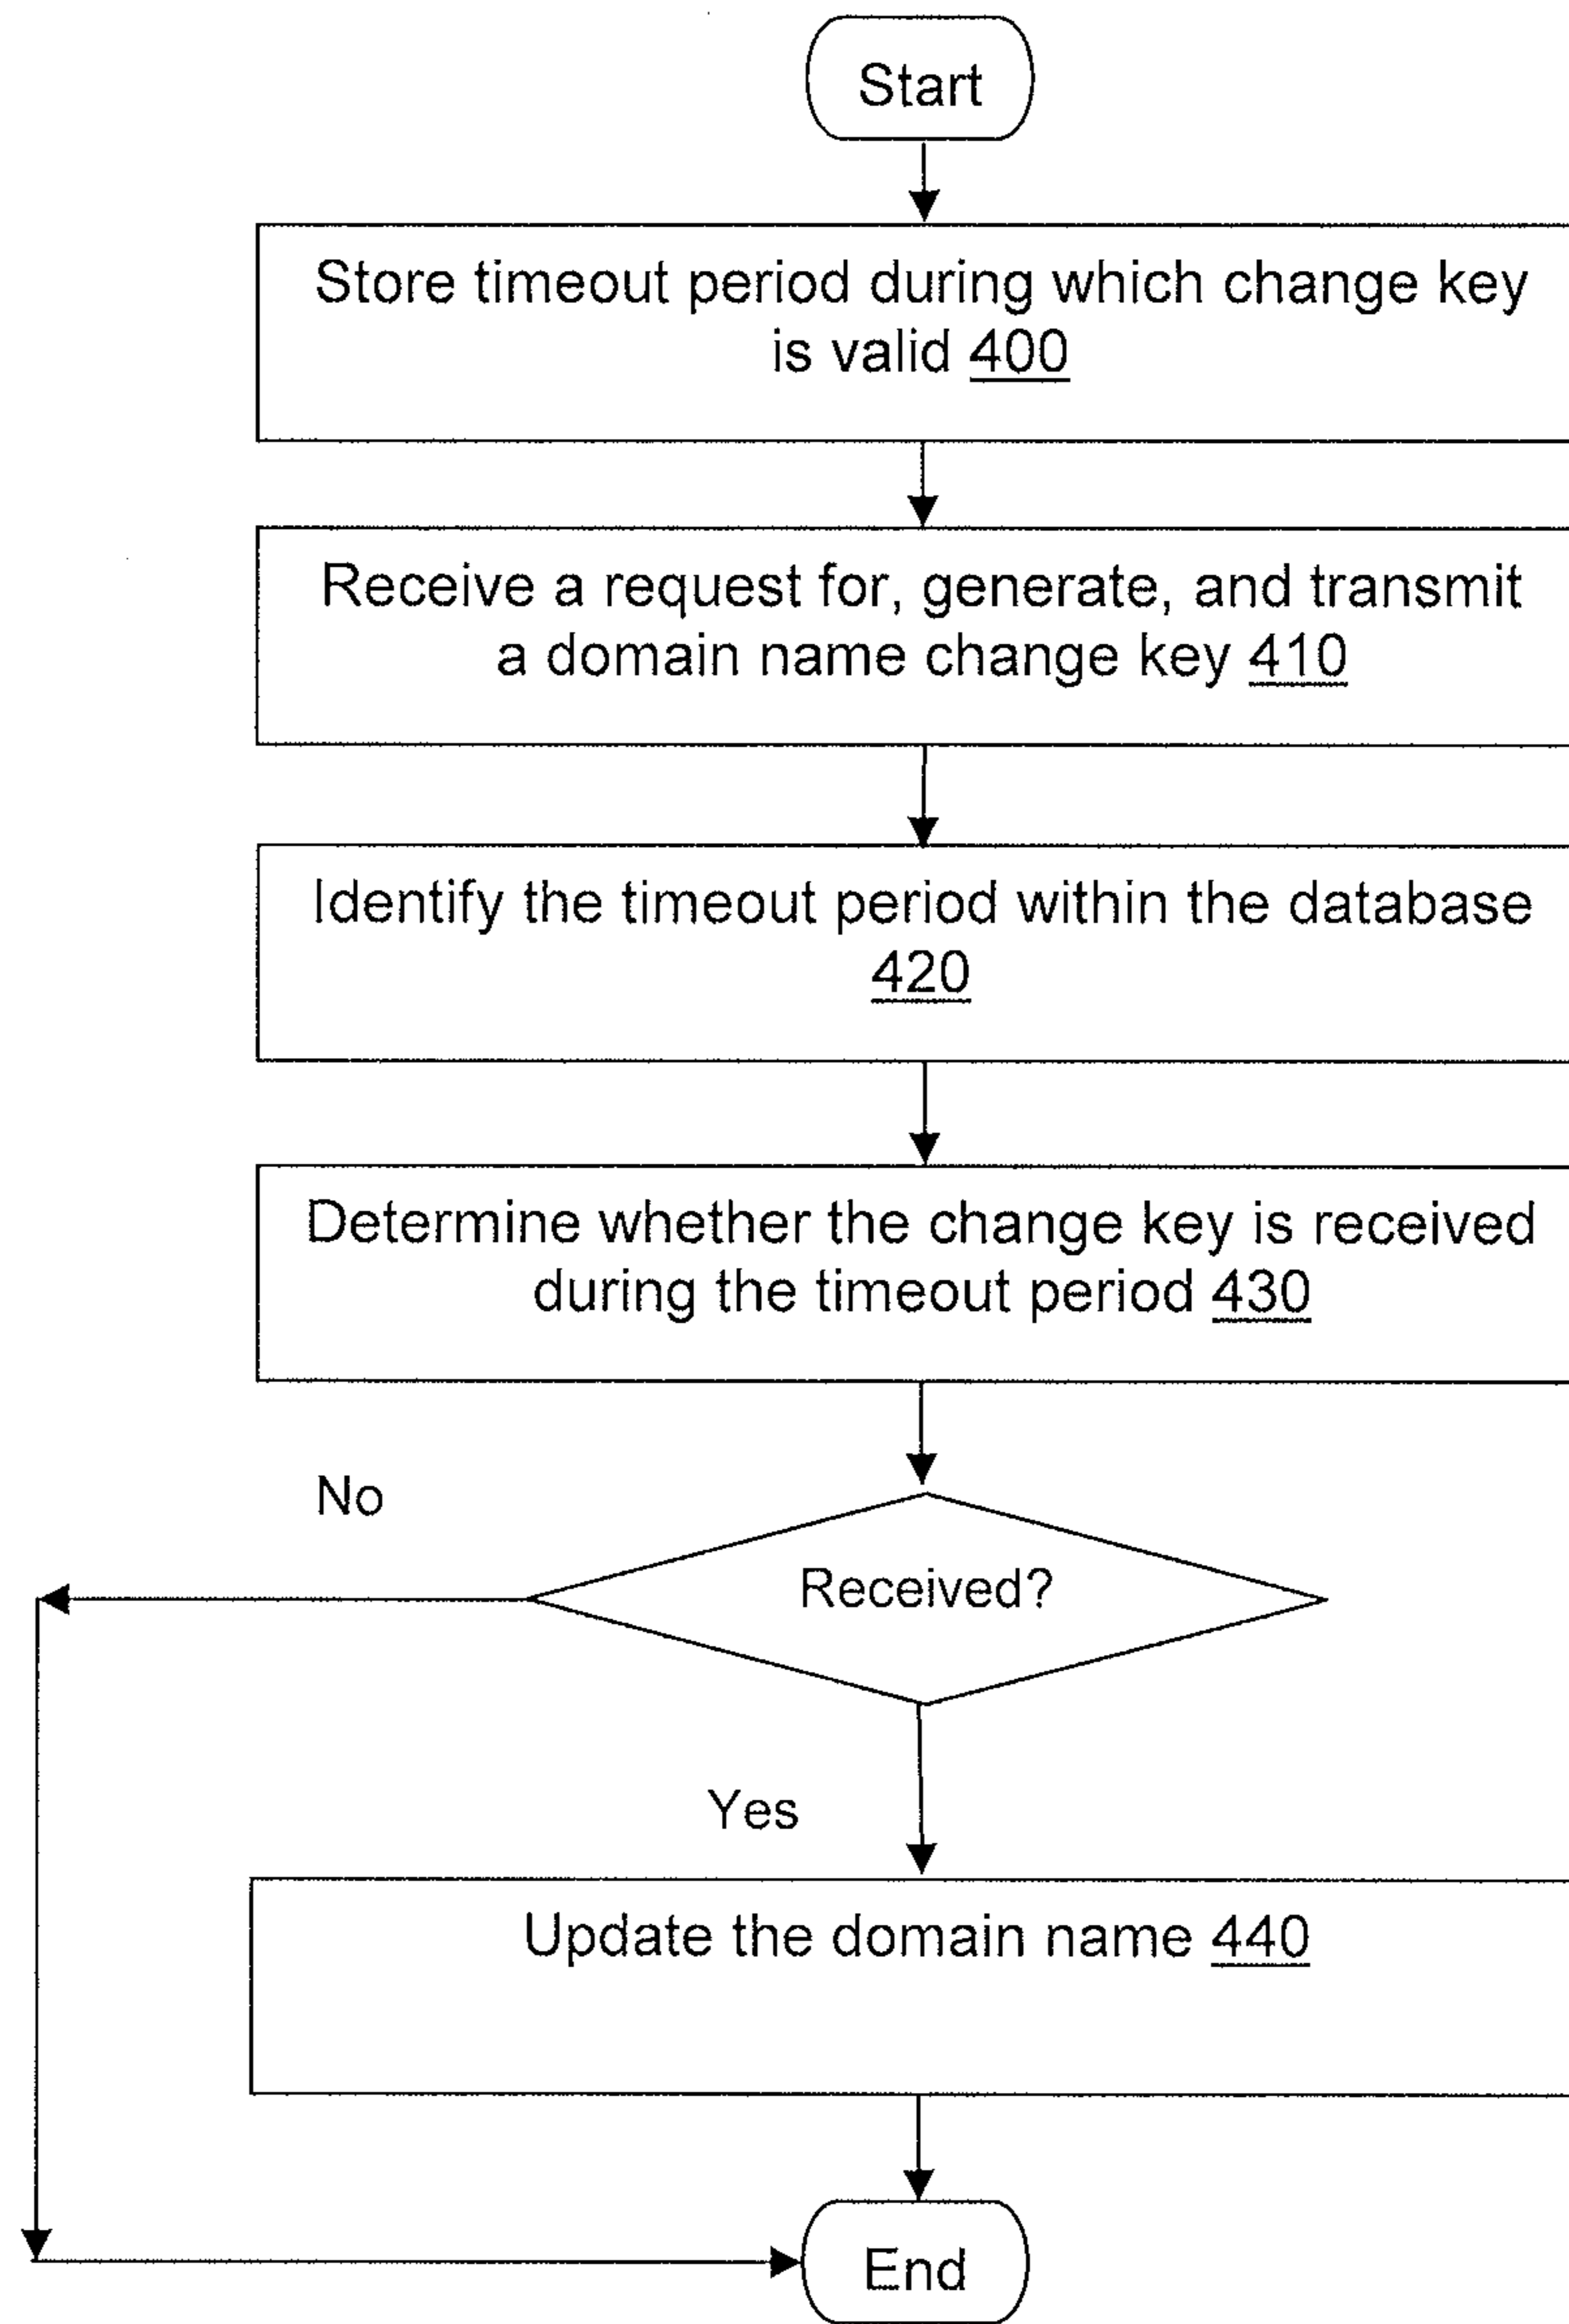 Start
Store timeout period during which change key
is valid 400
Receive a request for, generate, and transmit
a domain name change key 410
Identify the timeout period within the database
420
Determine whether the change key is received
during the timeout period 430
No
Received?
Yes
Update the domain name 440
End